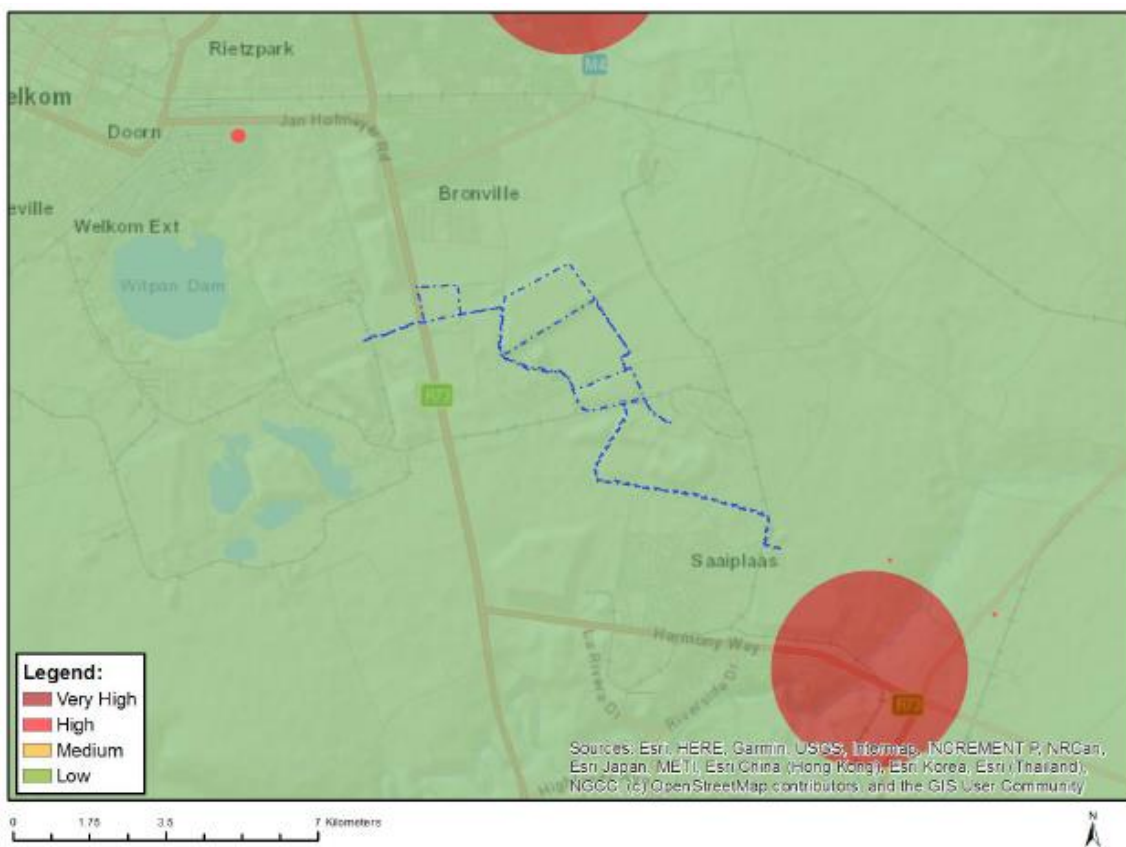 Rietzpark
M4
elkom
Doorn
Jan Hofmeyer Rd
Bronville
eville
Welkom Ext
Witpan Dam
R73
Saaiplaas
Harmony Way
La Riviera Dr
Riverside Dr
Legend:
Very High
High
Medium
Low
Sources: Esri, HERE, Garmin, USGS, Intermap, INCREMENT P, NRCan,
Esri Japan, METI, Esri China (Hong Kong), Esri Korea, Esri (Thailand),
NGCC, (c) OpenStreetMap contributors, and the GIS User Community
0 1.75 3.5 7 Kilometers
N